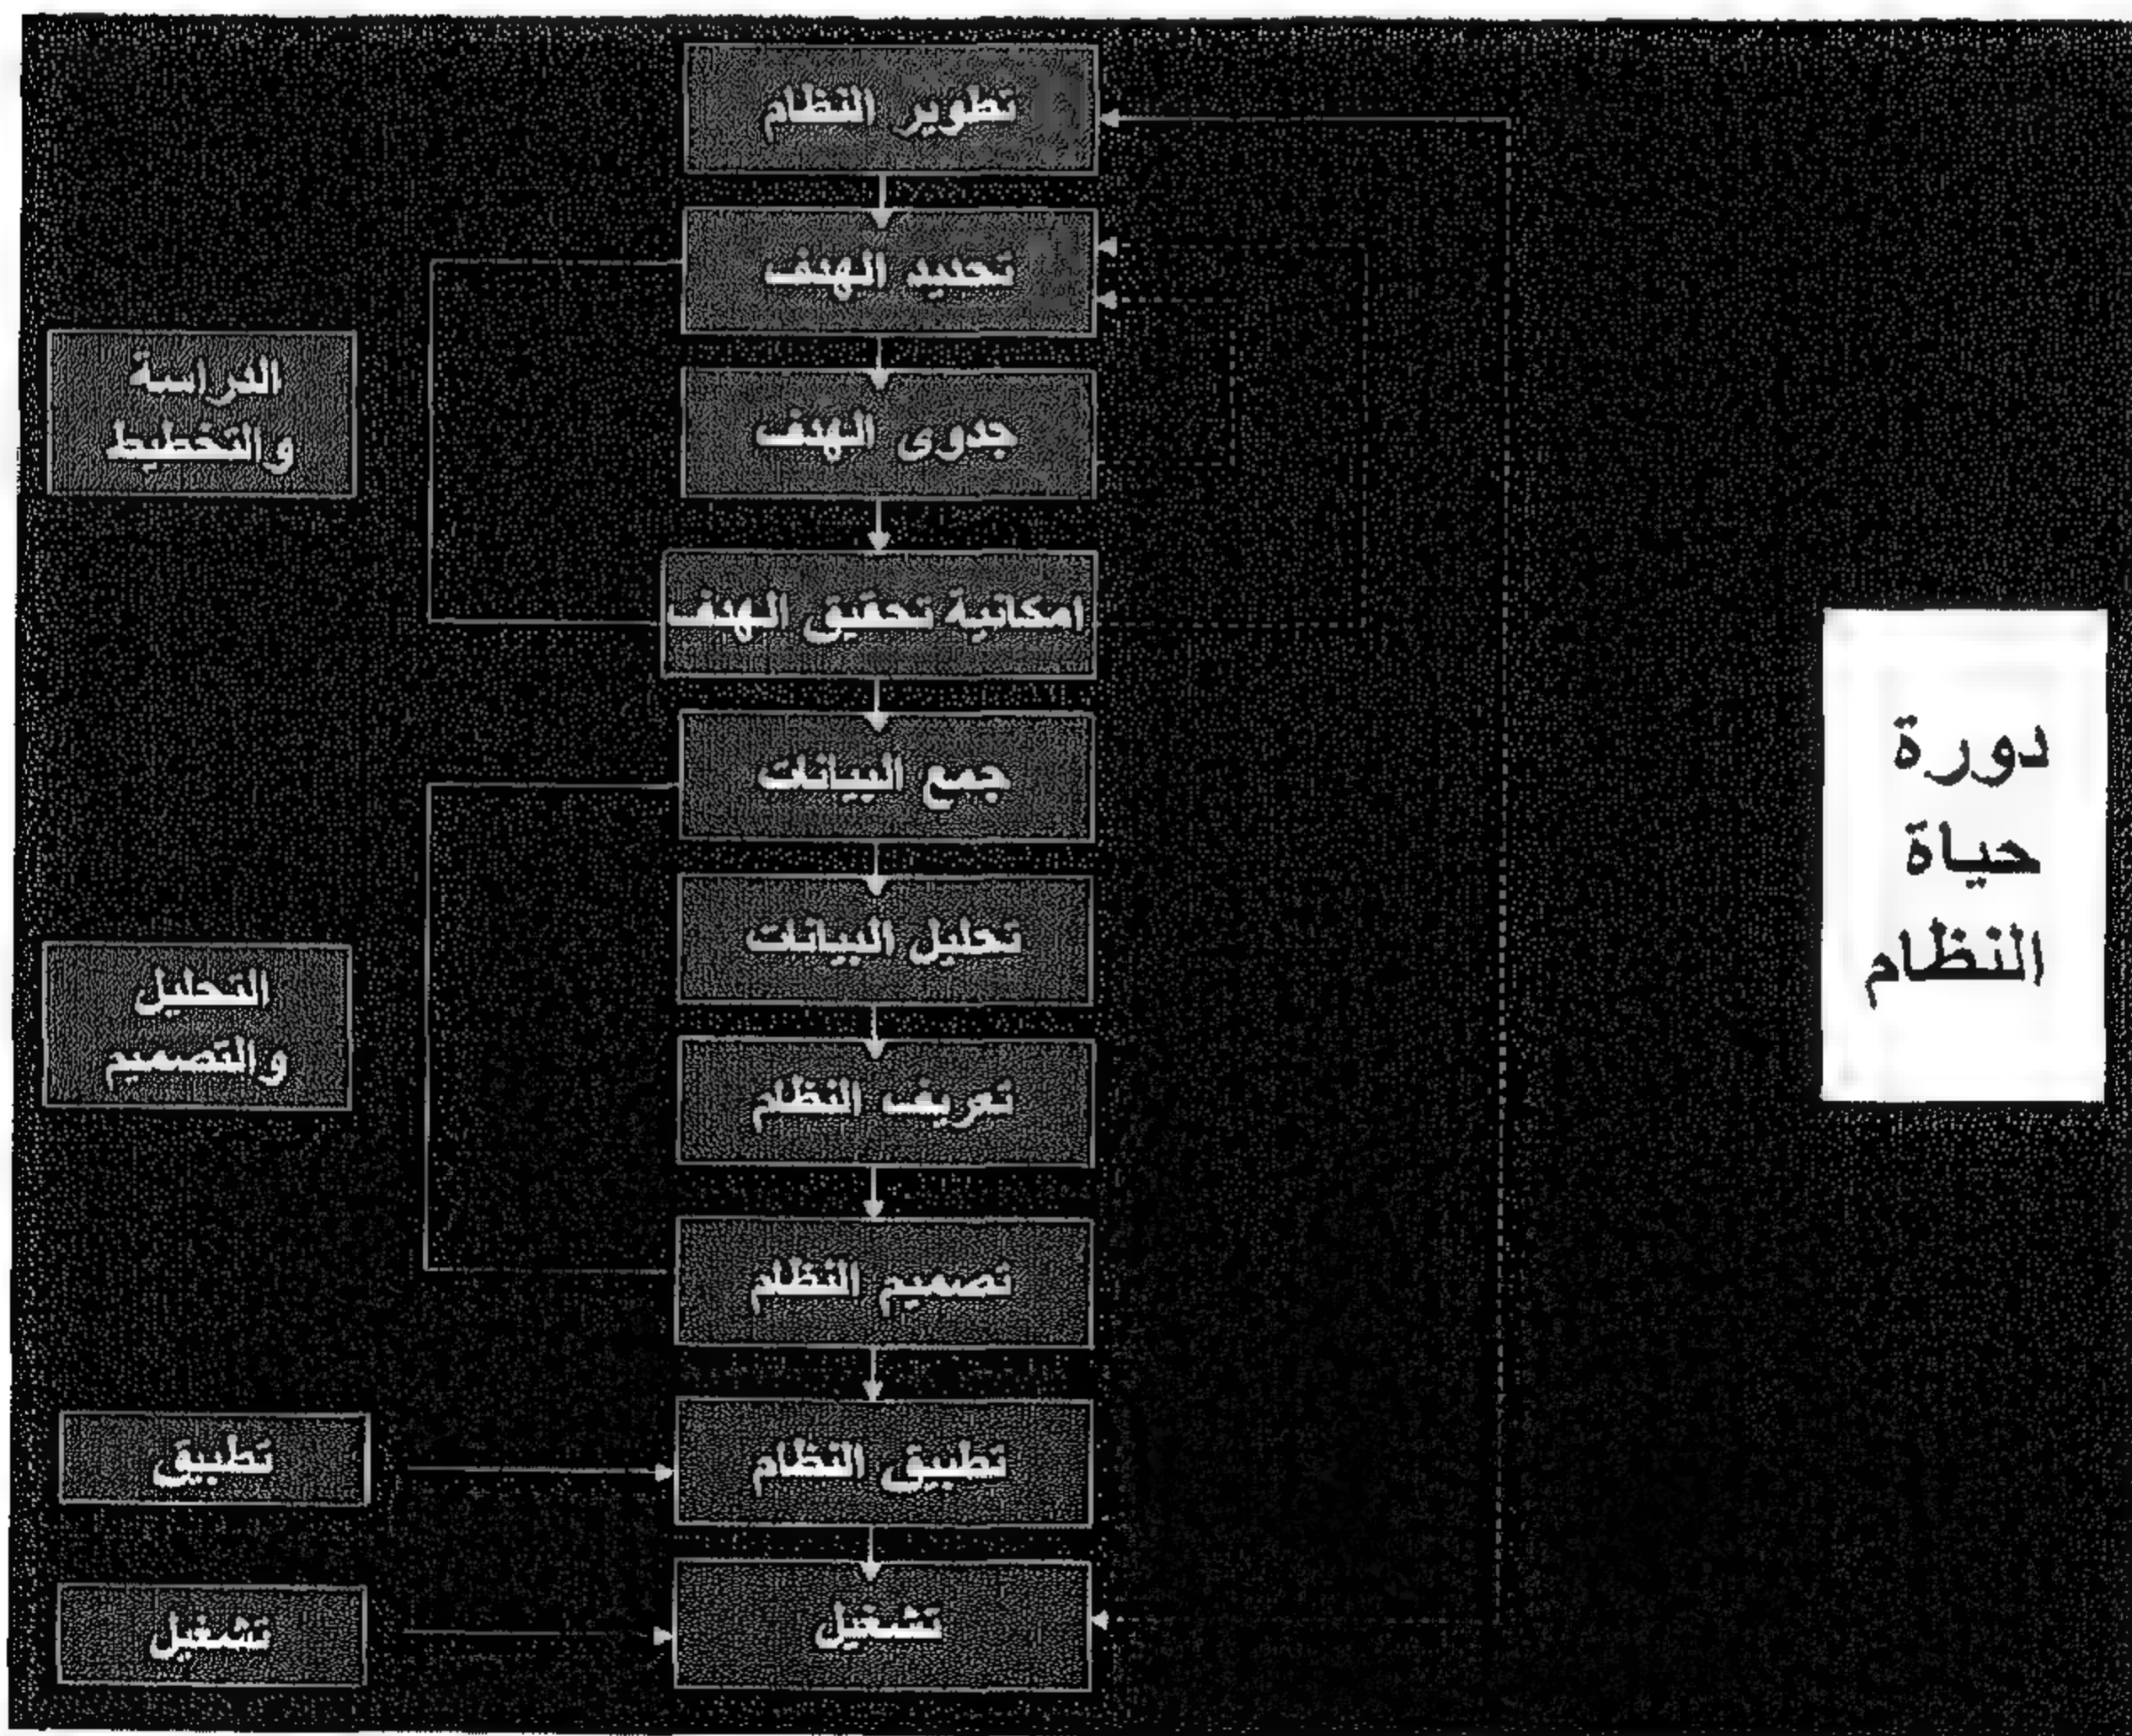 دورة
حياة
النظام
تطوير النظام
تحديد الهدف
جدوى الهدف
امكانية تحقيق الهدف
جمع البيانات
تحليل البيانات
تعريف النظام
تصميم النظام
تطبيق النظام
تشغيل
الدراسة
والتخطيط
التحليل
والتصميم
تطبيق
تشغيل